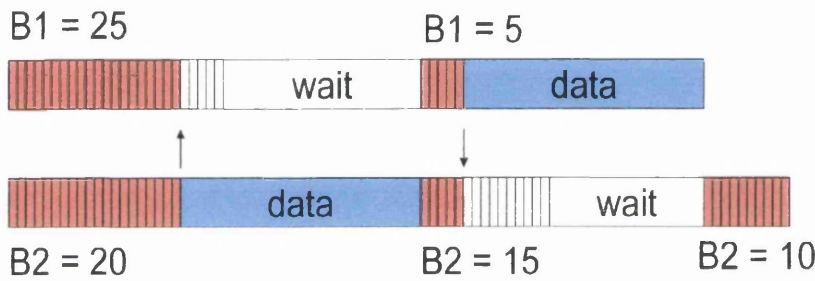 B1 = 25
B1 = 5
wait
data
data
wait
B2 = 20
B2 = 15
B2 = 10